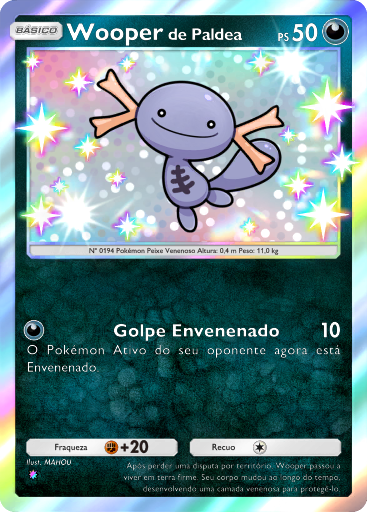 BÁSICO Wooper de Paldea PS 50
Nº 0194 Pokémon Peixe Venenoso Altura: 0,4 m Peso: 11,0 kg
Golpe Envenenado 10
O Pokémon Ativo do seu oponente agora está
Envenenado.
Fraqueza +20 Recuo
Ilust. MAHOU
Após perder uma disputa por território, Wooper passou a
viver em terra firme. Seu corpo mudou ao longo do tempo,
desenvolvendo uma camada venenosa para protegê-lo.